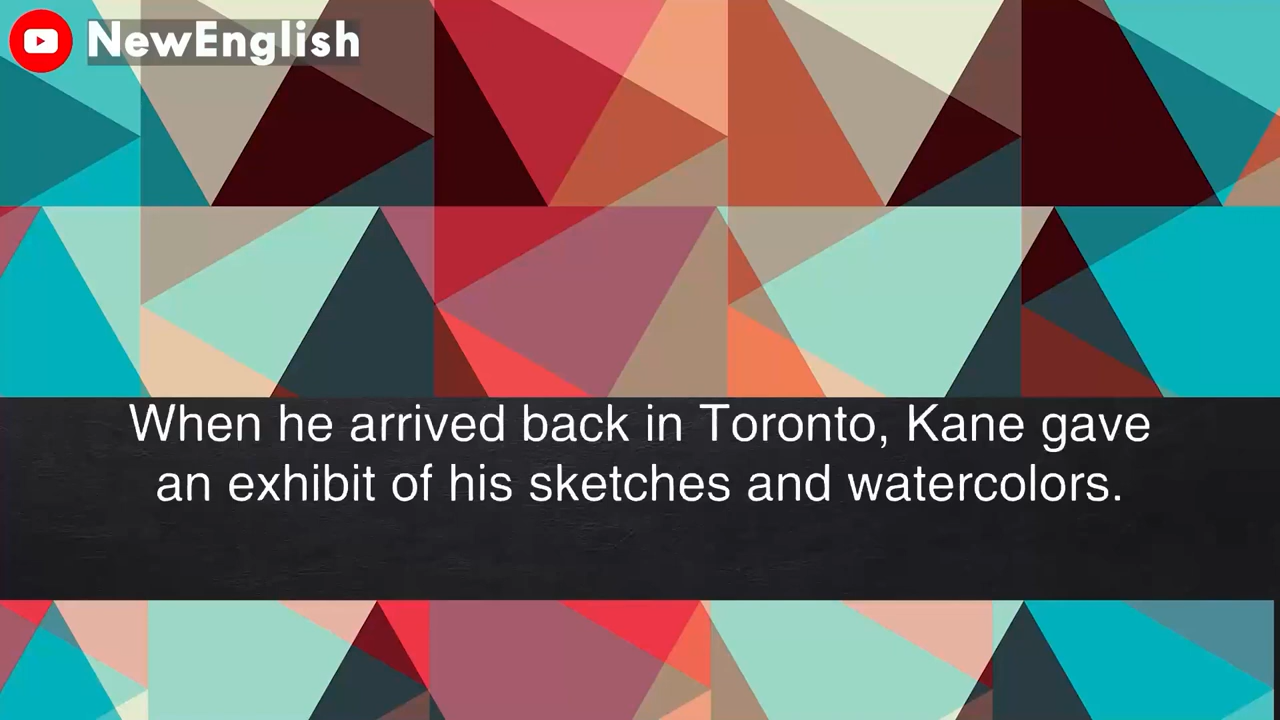 NewEnglish
When he arrived back in Toronto, Kane gave
an exhibit of his sketches and watercolors.